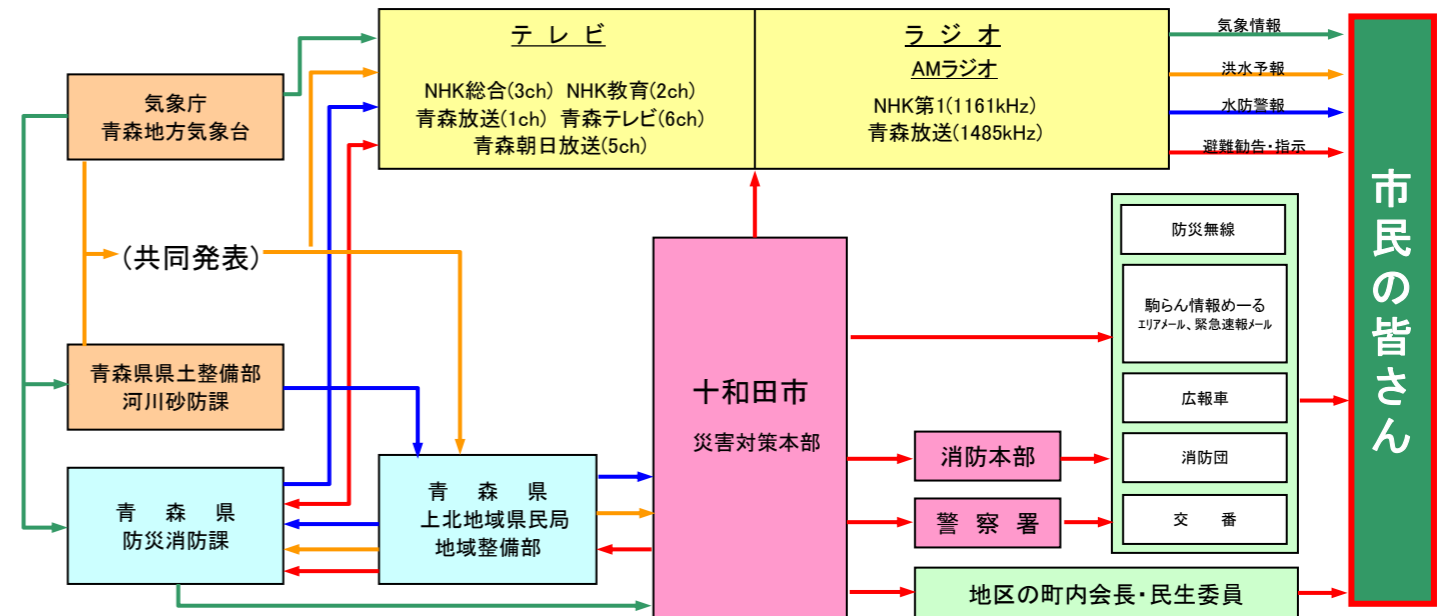 テレビ
NHK総合(3ch) NHK教育(2ch)
青森放送(1ch) 青森テレビ(6ch)
青森朝日放送(5ch)
ラジオ
AMラジオ
NHK第1(1161kHz)
青森放送(1485kHz)
気象情報
洪水予報
水防警報
避難勧告・指示
市民の皆さん
気象庁
青森地方気象台
(共同発表)
青森県県土整備部
河川砂防課
青森県
防災消防課
青森県
上北地域県民局
地域整備部
十和田市
災害対策本部
消防本部
警察署
防災無線
駒らん情報めーる
エリアメール、緊急速報メール
広報車
消防団
交番
地区の町内会長・民生委員